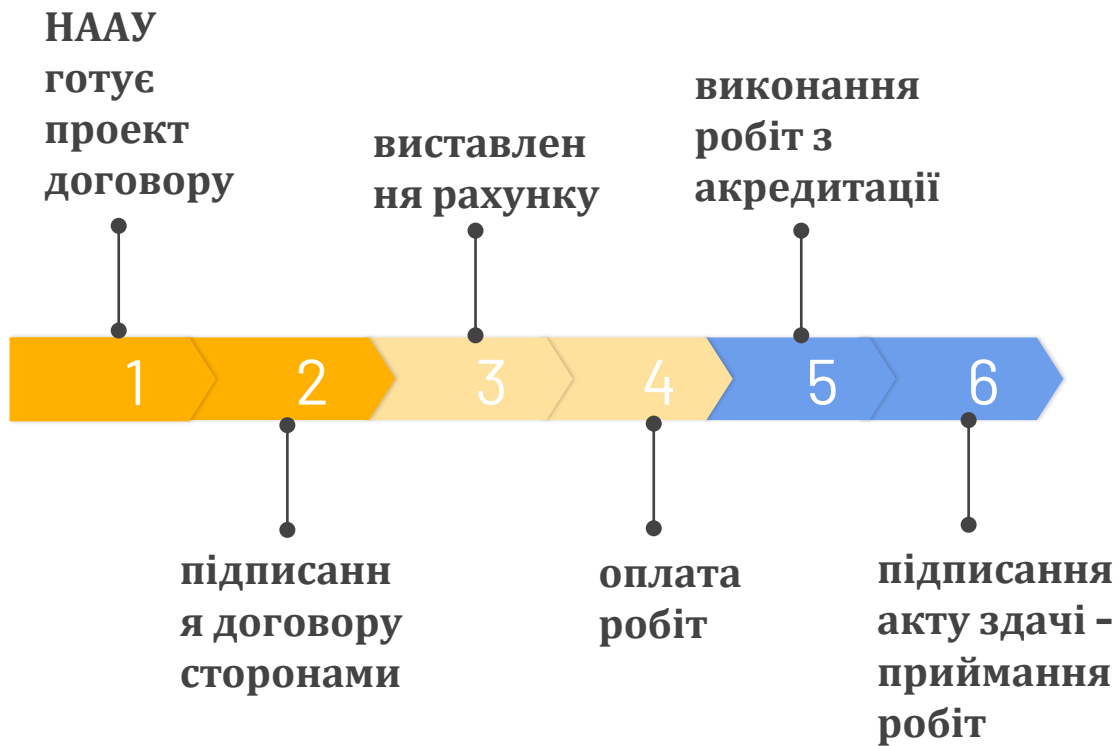 НААУ
готує
проект
договору
виставлен
ня рахунку
виконання
робіт з
акредитації
1
2
3
4
5
6
підписанн
я договору
сторонами
оплата
робіт
підписання
акту здачі –
приймання
робіт